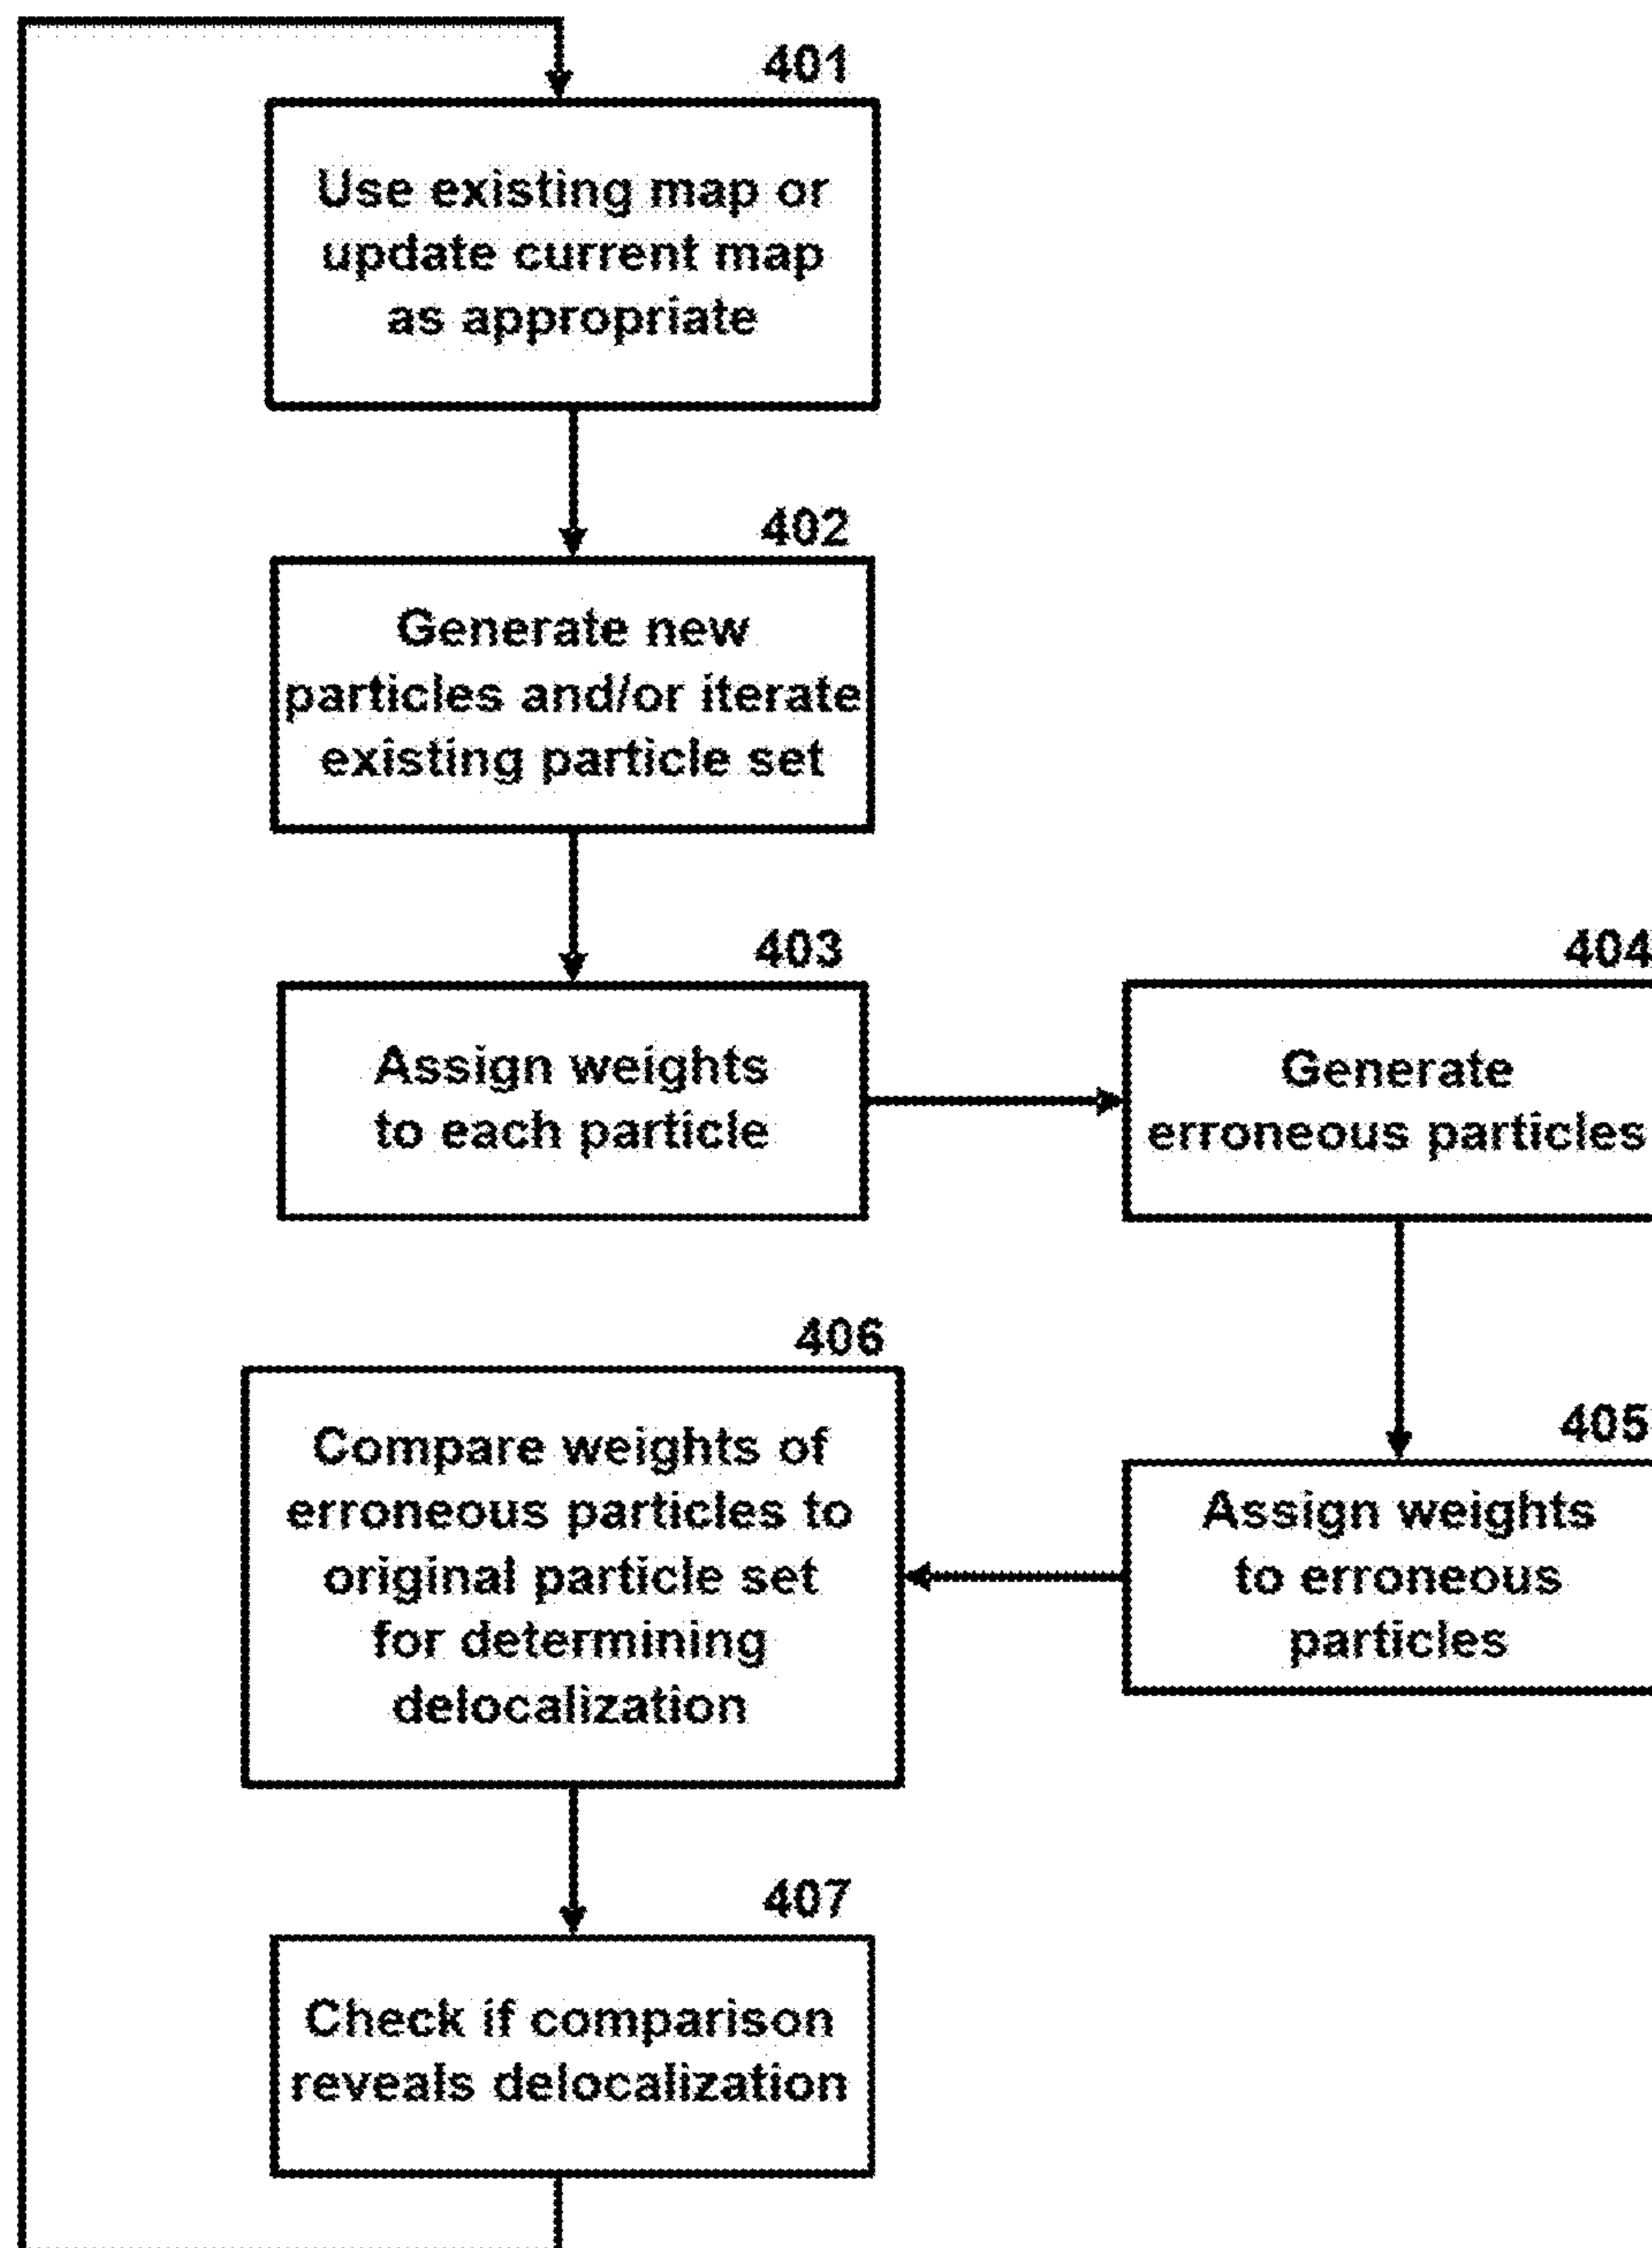 401
Use existing map or
update current map
as appropriate
402
Generate new
particles and/or iterate
existing particle set
403
Assign weights
to each particle
404
Generate
erroneous particles
405
Assign weights
to erroneous
particles
406
Compare weights of
erroneous particles to
original particle set
for determining
delocalization
407
Check if comparison
reveals delocalization